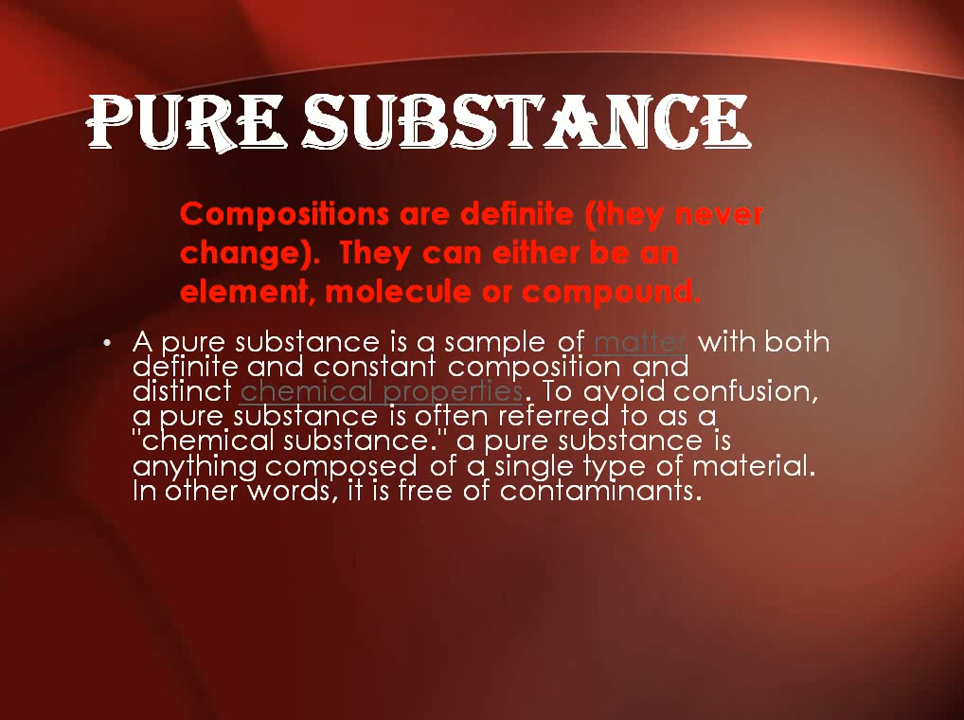 PURE SUBSTANCE
Compositions are definite (they never
change).  They can either be an
element, molecule or compound.
• A pure substance is a sample of matter with both
definite and constant composition and
distinct chemical properties. To avoid confusion,
a pure substance is often referred to as a
"chemical substance." a pure substance is
anything composed of a single type of material.
In other words, it is free of contaminants.